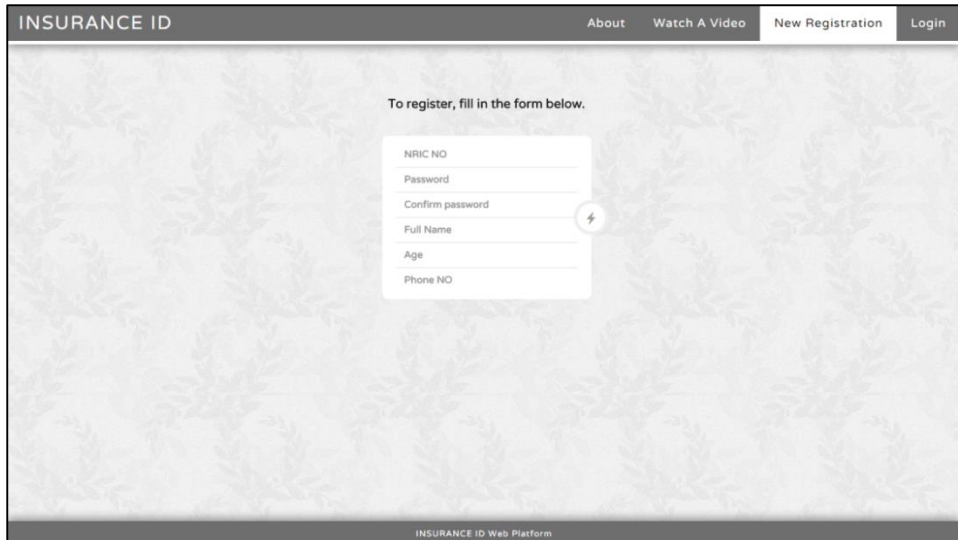 INSURANCE ID
About Watch A Video New Registration Login
To register, fill in the form below.
NRIC NO
Password
Confirm password
Full Name
Age
Phone NO
INSURANCE ID Web Platform